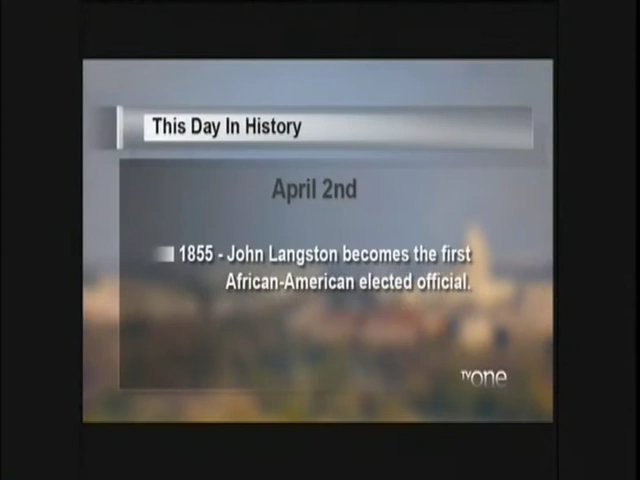 This Day In History
April 2nd
1855 - John Langston becomes the first
African-American elected official.
TVone